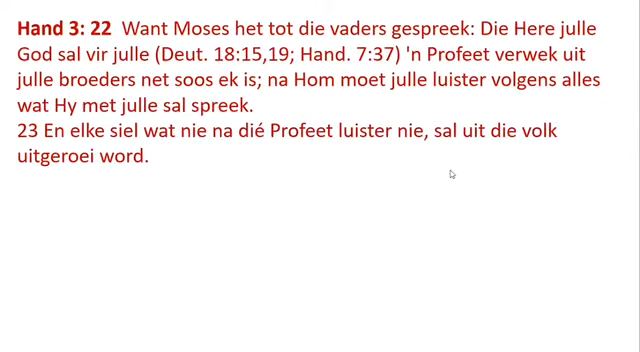 Hand 3: 22 Want Moses het tot die vaders gespreek: Die Here julle
God sal vir julle (Deut. 18:15,19; Hand. 7:37) 'n Profeet verwek uit
julle broeders net soos ek is; na Hom moet julle luister volgens alles
wat Hy met julle sal spreek.
23 En elke siel wat nie na dié Profeet luister nie, sal uit die volk
uitgeroei word.